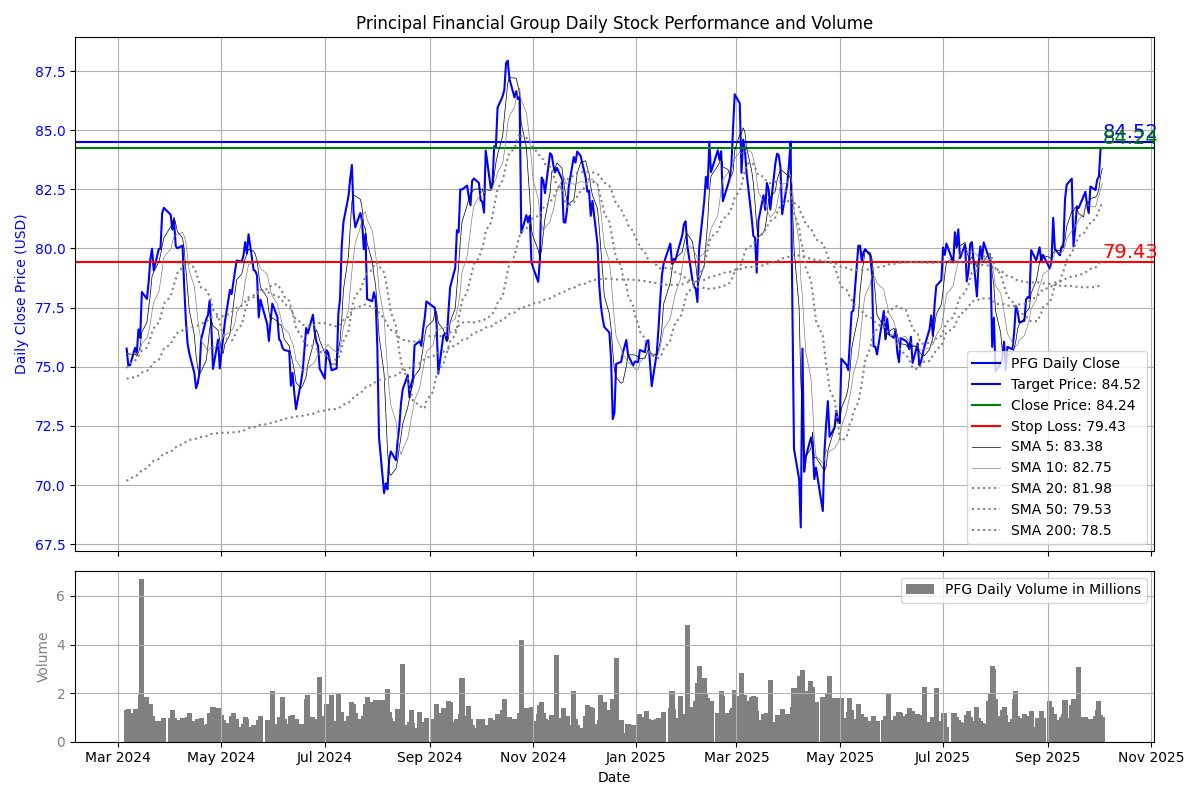 Principal Financial Group Daily Stock Performance and Volume
Daily Close Price (USD)
87.5
85.0
82.5
80.0
77.5
75.0
72.5
70.0
67.5
84.52
84.24
79.43
PFG Daily Close
Target Price: 84.52
Close Price: 84.24
Stop Loss: 79.43
SMA 5: 83.38
SMA 10: 82.75
SMA 20: 81.98
SMA 50: 79.53
SMA 200: 78.5
Volume
6
4
2
0
PFG Daily Volume in Millions
Mar 2024 May 2024 Jul 2024 Sep 2024 Nov 2024 Jan 2025 Mar 2025 May 2025 Jul 2025 Sep 2025 Nov 2025
Date